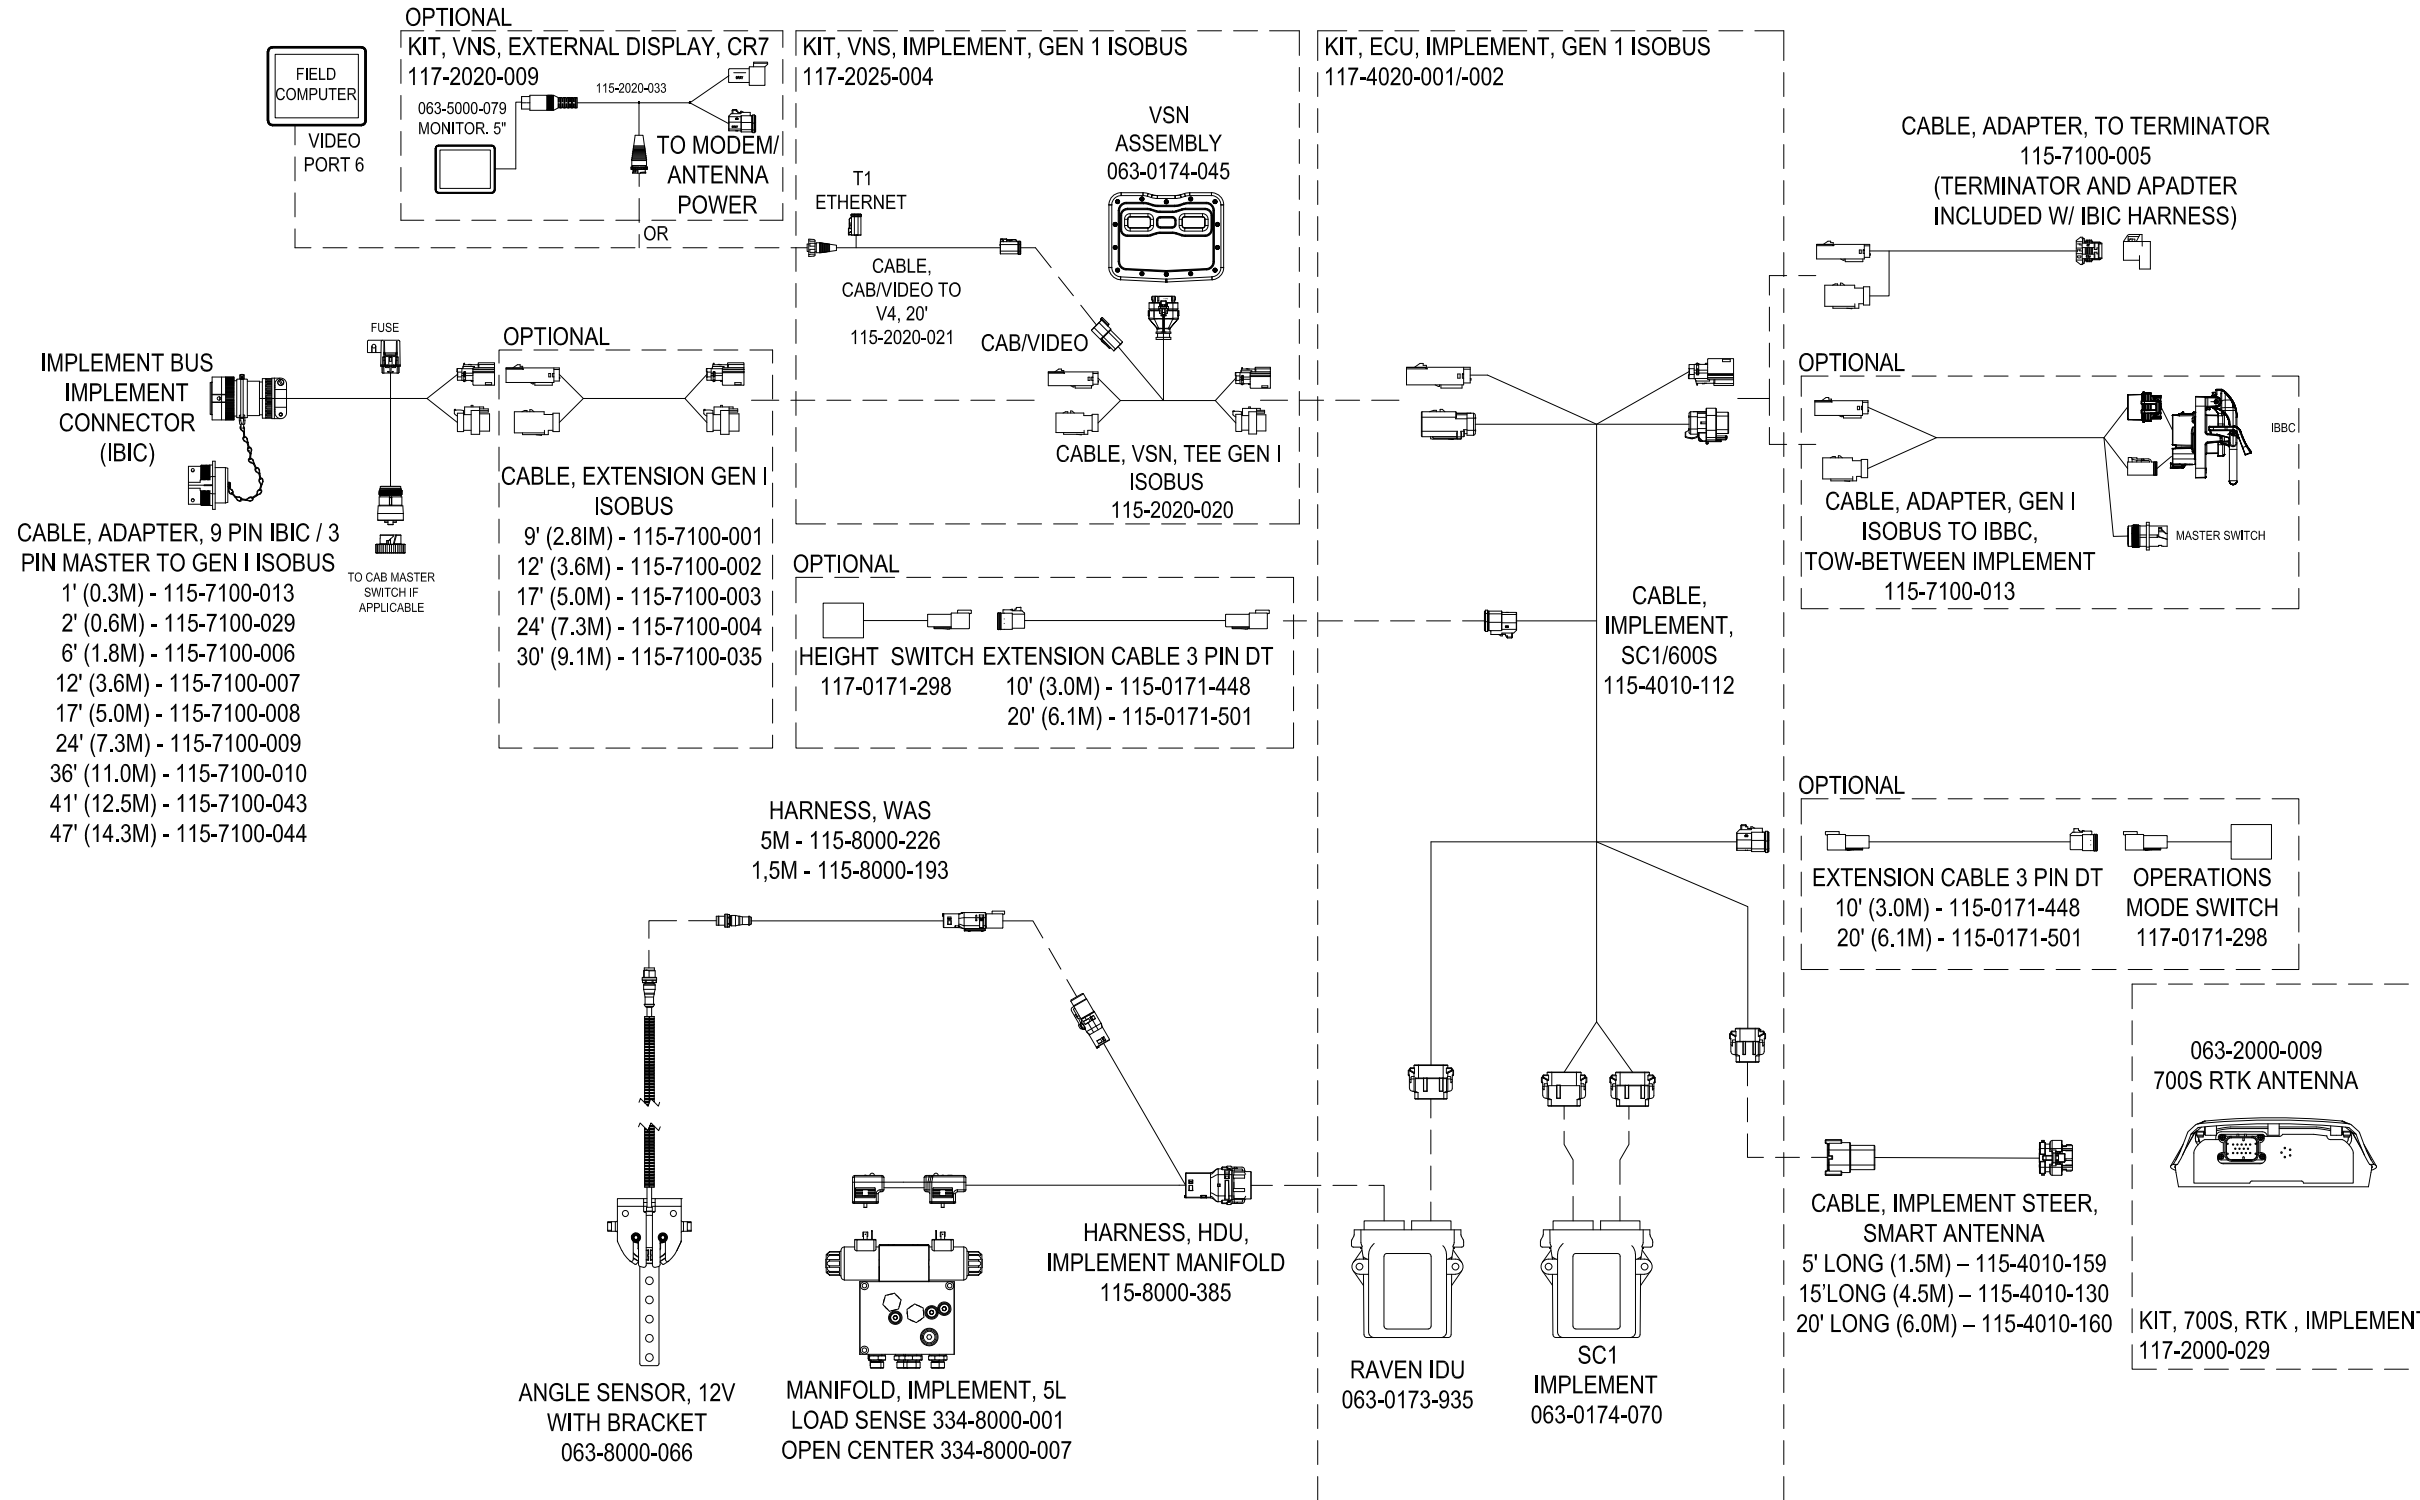 OPTIONAL
KIT, VNS, EXTERNAL DISPLAY, CR7
117-2020-009
115-2020-033
063-5000-079
MONITOR. 5"
TO MODEM/
ANTENNA
POWER
FIELD
COMPUTER
VIDEO
PORT 6
OR
KIT, VNS, IMPLEMENT, GEN 1 ISOBUS
117-2025-004
VSN
ASSEMBLY
063-0174-045
T1
ETHERNET
CABLE,
CAB/VIDEO TO
V4, 20'
115-2020-021
CAB/VIDEO
CABLE, VSN, TEE GEN I
ISOBUS
115-2020-020
KIT, ECU, IMPLEMENT, GEN 1 ISOBUS
117-4020-001/-002
CABLE, ADAPTER, TO TERMINATOR
115-7100-005
(TERMINATOR AND APADTER
INCLUDED W/ IBIC HARNESS)
IMPLEMENT BUS
IMPLEMENT
CONNECTOR
(IBIC)
FUSE
TO CAB MASTER
SWITCH IF
APPLICABLE
CABLE, ADAPTER, 9 PIN IBIC / 3
PIN MASTER TO GEN I ISOBUS
1' (0.3M) - 115-7100-013
2' (0.6M) - 115-7100-029
6' (1.8M) - 115-7100-006
12' (3.6M) - 115-7100-007
17' (5.0M) - 115-7100-008
24' (7.3M) - 115-7100-009
36' (11.0M) - 115-7100-010
41' (12.5M) - 115-7100-043
47' (14.3M) - 115-7100-044
OPTIONAL
CABLE, EXTENSION GEN I
ISOBUS
9' (2.8IM) - 115-7100-001
12' (3.6M) - 115-7100-002
17' (5.0M) - 115-7100-003
24' (7.3M) - 115-7100-004
30' (9.1M) - 115-7100-035
OPTIONAL
HEIGHT SWITCH
117-0171-298
EXTENSION CABLE 3 PIN DT
10' (3.0M) - 115-0171-448
20' (6.1M) - 115-0171-501
CABLE,
IMPLEMENT,
SC1/600S
115-4010-112
OPTIONAL
IBBC
MASTER SWITCH
CABLE, ADAPTER, GEN I
ISOBUS TO IBBC,
TOW-BETWEEN IMPLEMENT
115-7100-013
OPTIONAL
EXTENSION CABLE 3 PIN DT
10' (3.0M) - 115-0171-448
20' (6.1M) - 115-0171-501
OPERATIONS
MODE SWITCH
117-0171-298
HARNESS, WAS
5M - 115-8000-226
1,5M - 115-8000-193
ANGLE SENSOR, 12V
WITH BRACKET
063-8000-066
MANIFOLD, IMPLEMENT, 5L
LOAD SENSE 334-8000-001
OPEN CENTER 334-8000-007
HARNESS, HDU,
IMPLEMENT MANIFOLD
115-8000-385
RAVEN IDU
063-0173-935
SC1
IMPLEMENT
063-0174-070
CABLE, IMPLEMENT STEER,
SMART ANTENNA
5' LONG (1.5M) – 115-4010-159
15'LONG (4.5M) – 115-4010-130
20' LONG (6.0M) – 115-4010-160
063-2000-009
700S RTK ANTENNA
KIT, 700S, RTK , IMPLEMENT
117-2000-029